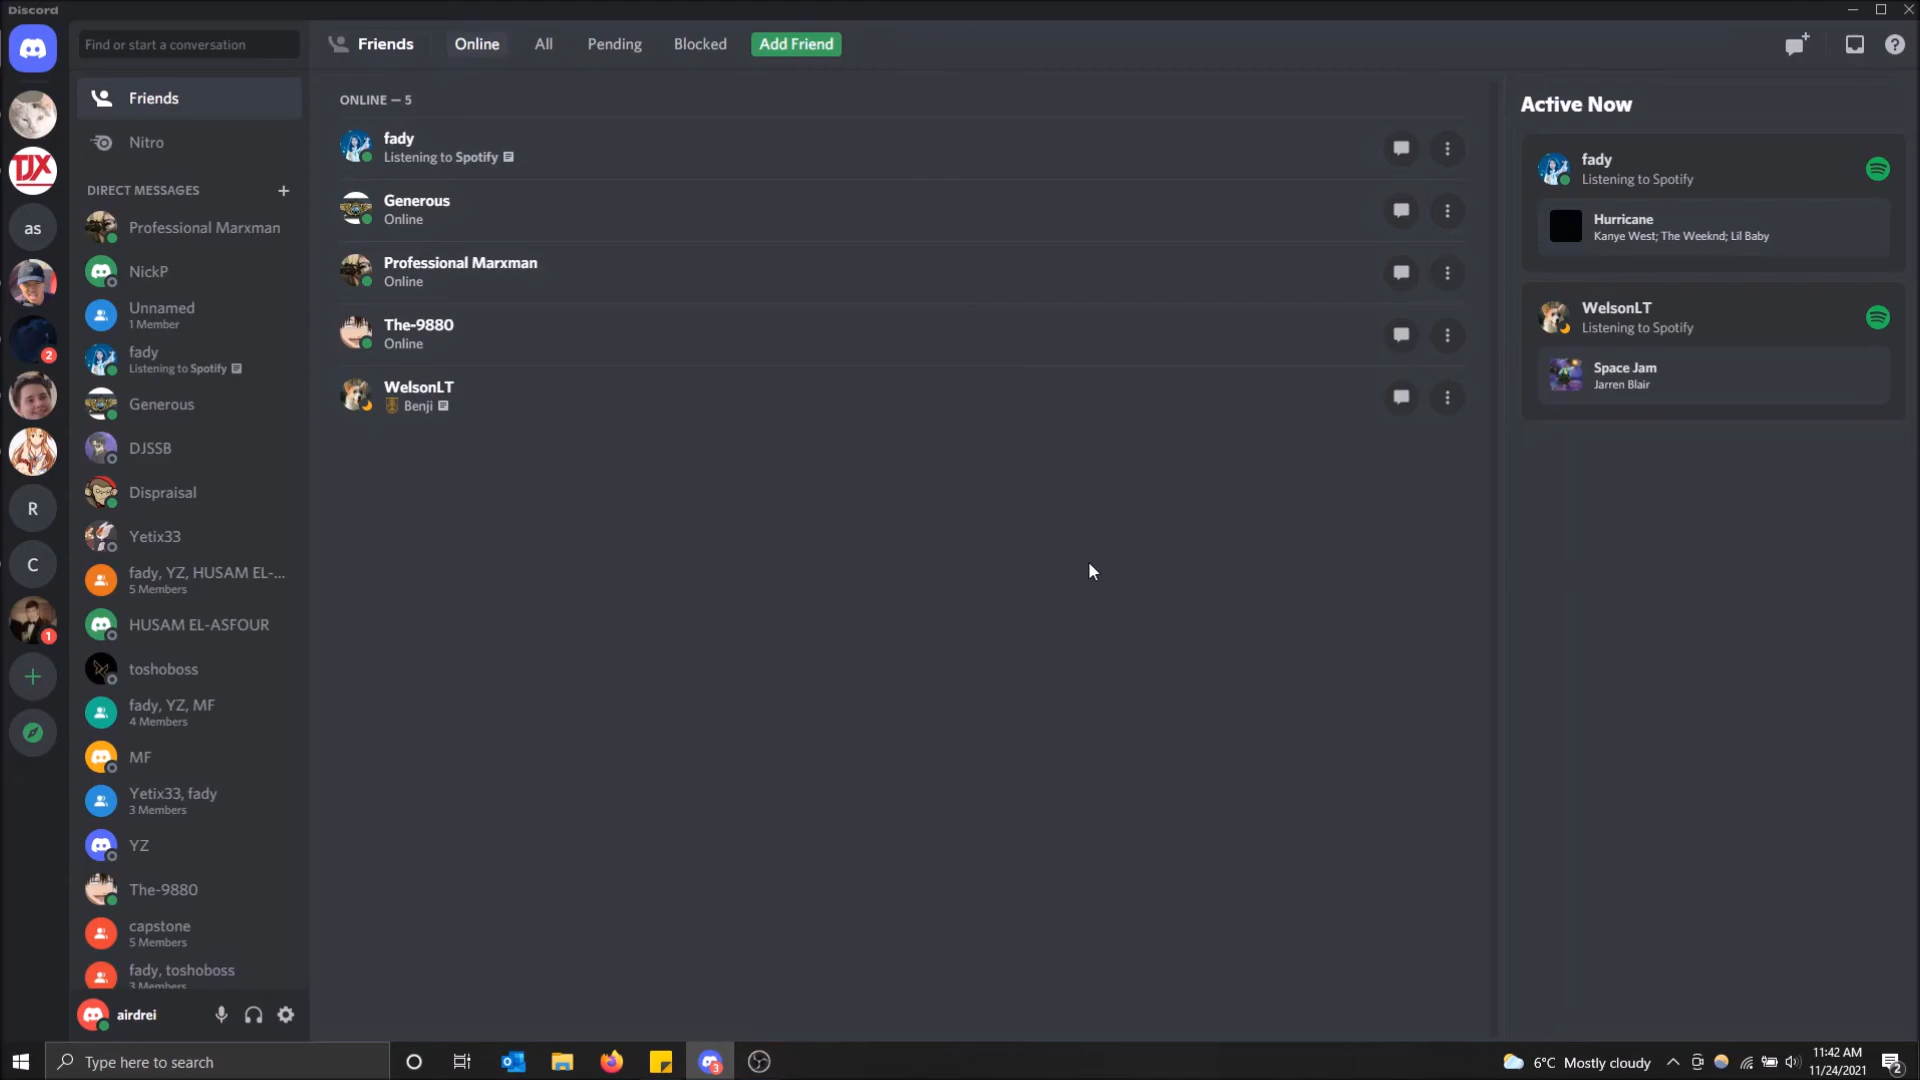 Discord
Find or start a conversation
Friends
Online
All
Pending
Blocked
Add Friend
Friends
Nitro
DIRECT MESSAGES
Professional Marxman
NickP
Unnamed
1 Member
fady
Listening to Spotify
Generous
DJSSB
Dispraisal
Yetix33
fady, YZ, HUSAM EL-...
5 Members
HUSAM EL-ASFOUR
toshoboss
fady, YZ, MF
4 Members
MF
Yetix33, fady
3 Members
YZ
The-9880
capstone
5 Members
fady, toshoboss
3 Members
airdrei
TJX
as
2
R
C
1
ONLINE — 5
fady
Listening to Spotify
Generous
Online
Professional Marxman
Online
The-9880
Online
WelsonLT
Benji
Active Now
fady
Listening to Spotify
Hurricane
Kanye West; The Weeknd; Lil Baby
WelsonLT
Listening to Spotify
Space Jam
Jarren Blair
Type here to search
3
6°C Mostly cloudy
11:42 AM
11/24/2021
2